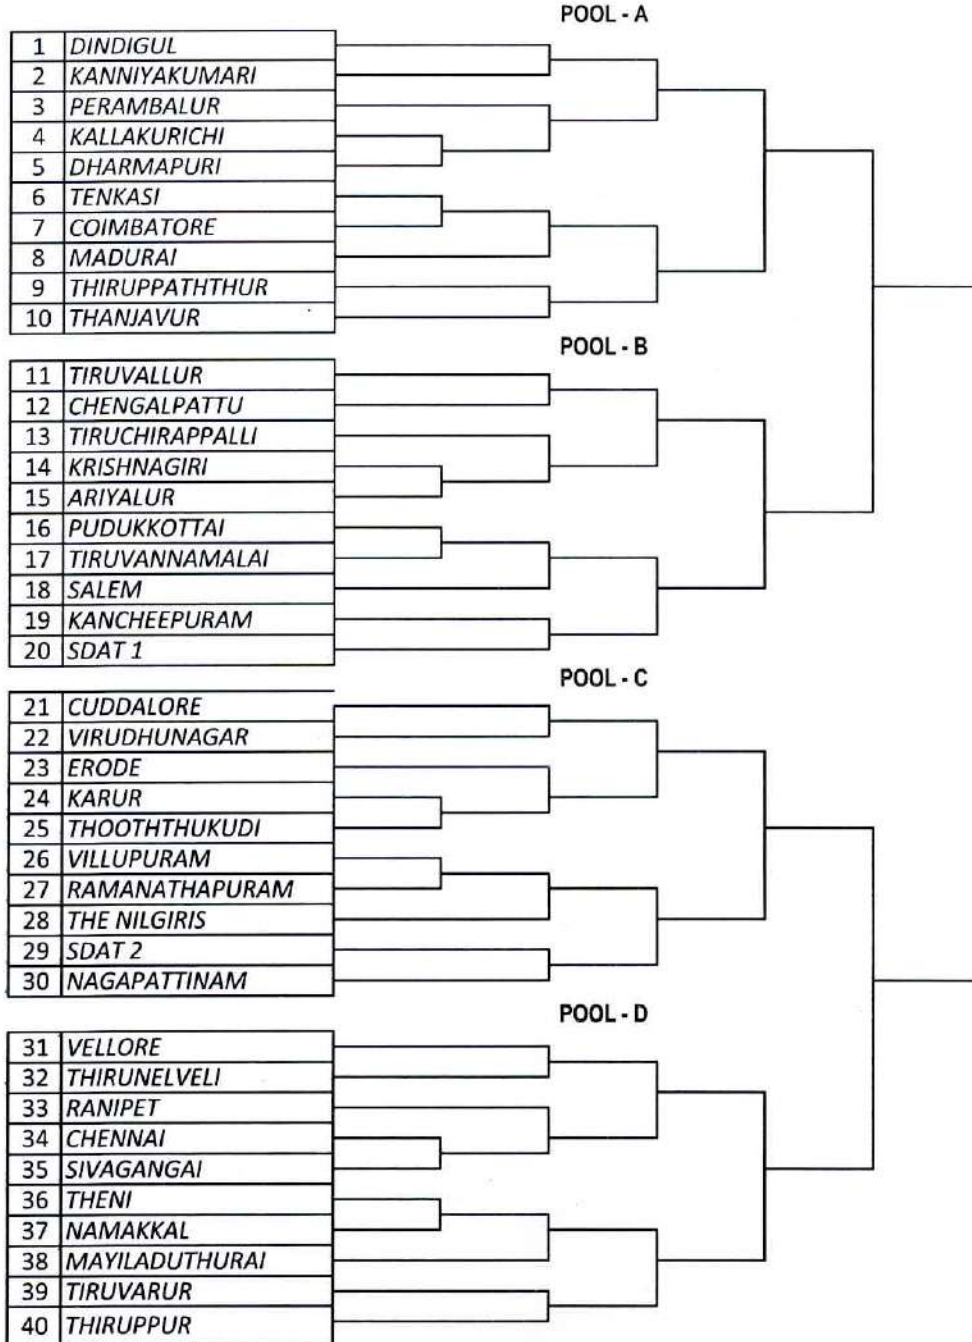 POOL - A
1 DINDIGUL
2 KANNIYAKUMARI
3 PERAMBALUR
4 KALLAKURICHI
5 DHARMAPURI
6 TENKASI
7 COIMBATORE
8 MADURAI
9 THIRUPPATHTHUR
10 THANJAVUR
POOL - B
11 TIRUVALLUR
12 CHENGALPATTU
13 TIRUCHIRAPPALLI
14 KRISHNAGIRI
15 ARIYALUR
16 PUDUKKOTTAI
17 TIRUVANNAMALAI
18 SALEM
19 KANCHEEPURAM
20 SDAT 1
POOL - C
21 CUDDALORE
22 VIRUDHUNAGAR
23 ERODE
24 KARUR
25 THOOTHTHUKUDI
26 VILLUPURAM
27 RAMANATHAPURAM
28 THE NILGIRIS
29 SDAT 2
30 NAGAPATTINAM
POOL - D
31 VELLORE
32 THIRUNELVELI
33 RANIPET
34 CHENNAI
35 SIVAGANGAI
36 THENI
37 NAMAKKAL
38 MAYILADUTHURAI
39 TIRUVARUR
40 THIRUPPUR